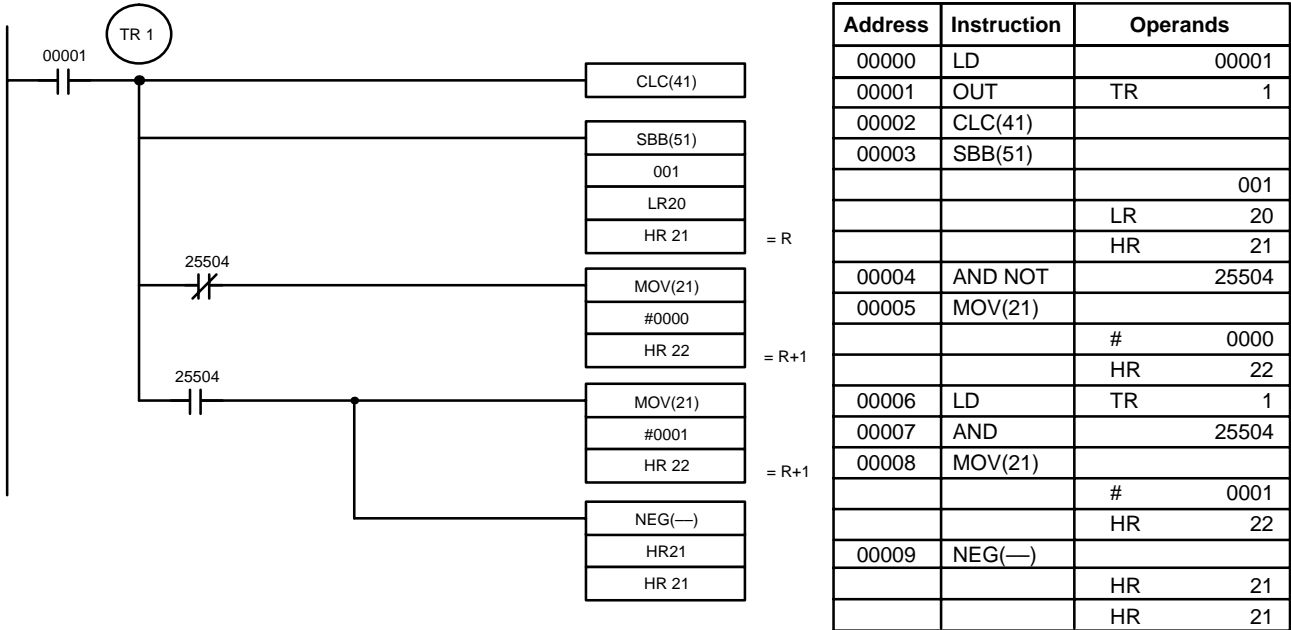 TR 1
00001
CLC(41)
SBB(51)
001
LR20
HR 21
= R
25504
MOV(21)
#0000
HR 22
= R+1
25504
MOV(21)
#0001
HR 22
= R+1
NEG(—)
HR21
HR 21
Address Instruction Operands
00000 LD 00001
00001 OUT TR 1
00002 CLC(41)
00003 SBB(51)
001
LR 20
HR 21
00004 AND NOT 25504
00005 MOV(21)
# 0000
HR 22
00006 LD TR 1
00007 AND 25504
00008 MOV(21)
# 0001
HR 22
00009 NEG(—)
HR 21
HR 21